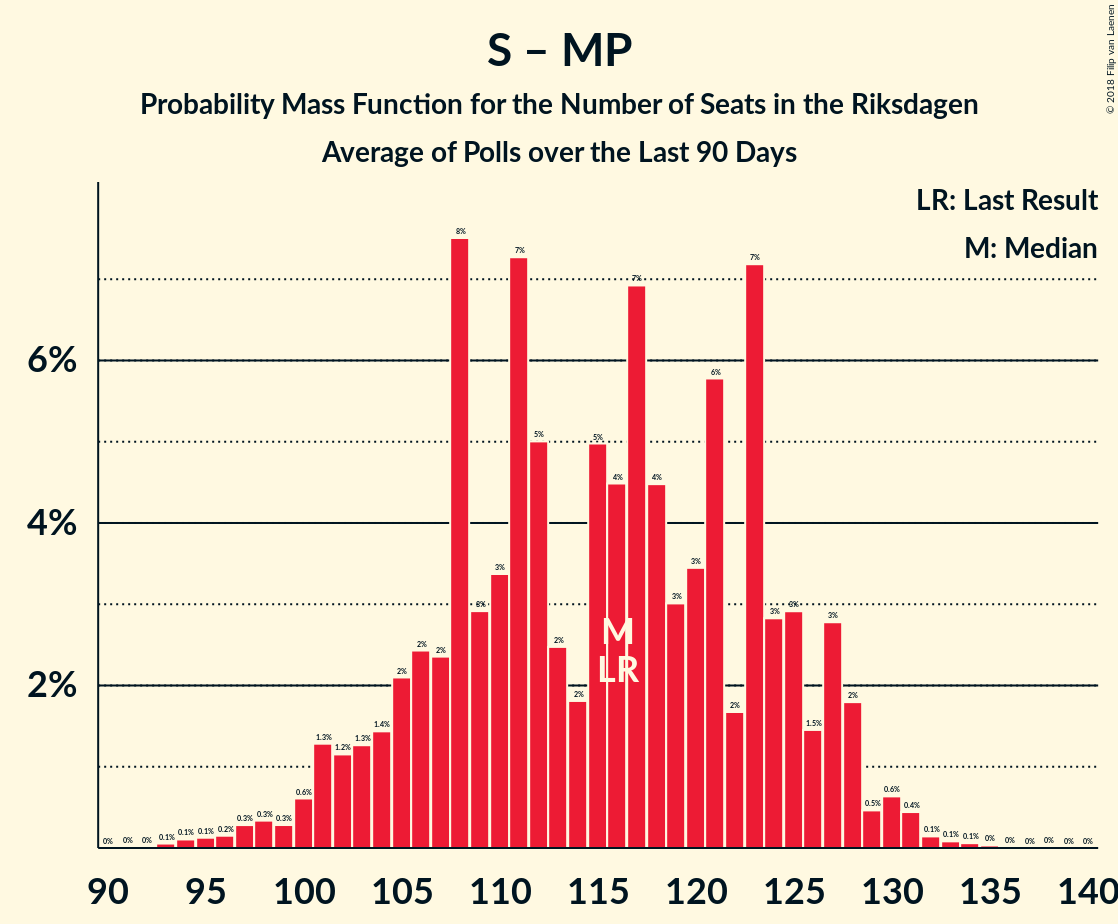 S – MP
Probability Mass Function for the Number of Seats in the Riksdagen
Average of Polls over the Last 90 Days
© 2018 Filip van Laenen
LR: Last Result
M: Median
6%
4%
2%
0% 0% 0% 0.1% 0.1% 0.1% 0.2% 0.3% 0.3% 0.3% 0.6% 1.3% 1.2% 1.3% 1.4% 2% 2% 2% 8% 3% 3% 7% 5% 2% 2% 5% 4% 7% 4% 3% 3% 6% 2% 7% 3% 3% 1.5% 3% 2% 0.5% 0.6% 0.4% 0.1% 0.1% 0.1% 0% 0% 0% 0% 0% 0%
M
LR
90 95 100 105 110 115 120 125 130 135 140